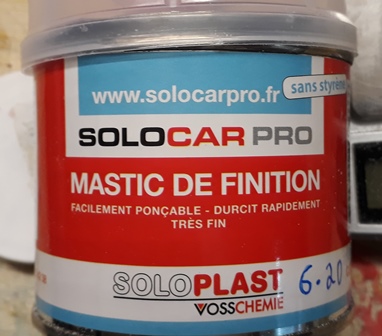 www.solocarpro.fr
sans styrène
SOLOCAR PRO
MASTIC DE FINITION
FACILEMENT PONÇABLE - DURCIT RAPIDEMENT
TRÈS FIN
SOLOPLAST
VOSSCHEMIE
6.20